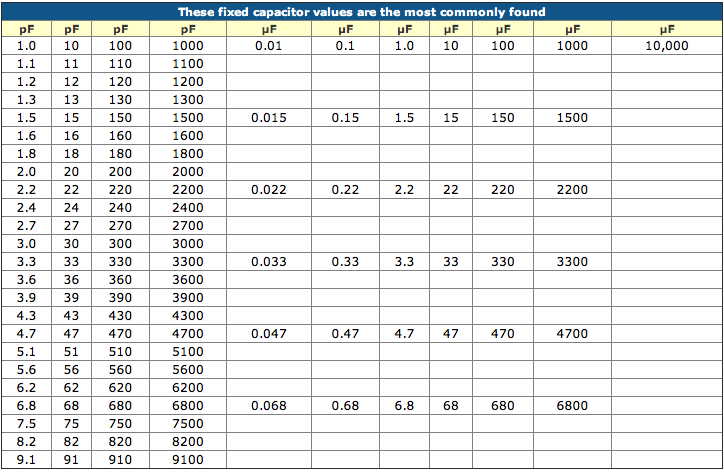 These fixed capacitor values are the most commonly found
pF pF pF pF µF µF µF µF µF µF µF
1.0 10 100 1000 0.01 0.1 1.0 10 100 1000 10,000
1.1 11 110 1100
1.2 12 120 1200
1.3 13 130 1300
1.5 15 150 1500 0.015 0.15 1.5 15 150 1500
1.6 16 160 1600
1.8 18 180 1800
2.0 20 200 2000
2.2 22 220 2200 0.022 0.22 2.2 22 220 2200
2.4 24 240 2400
2.7 27 270 2700
3.0 30 300 3000
3.3 33 330 3300 0.033 0.33 3.3 33 330 3300
3.6 36 360 3600
3.9 39 390 3900
4.3 43 430 4300
4.7 47 470 4700 0.047 0.47 4.7 47 470 4700
5.1 51 510 5100
5.6 56 560 5600
6.2 62 620 6200
6.8 68 680 6800 0.068 0.68 6.8 68 680 6800
7.5 75 750 7500
8.2 82 820 8200
9.1 91 910 9100